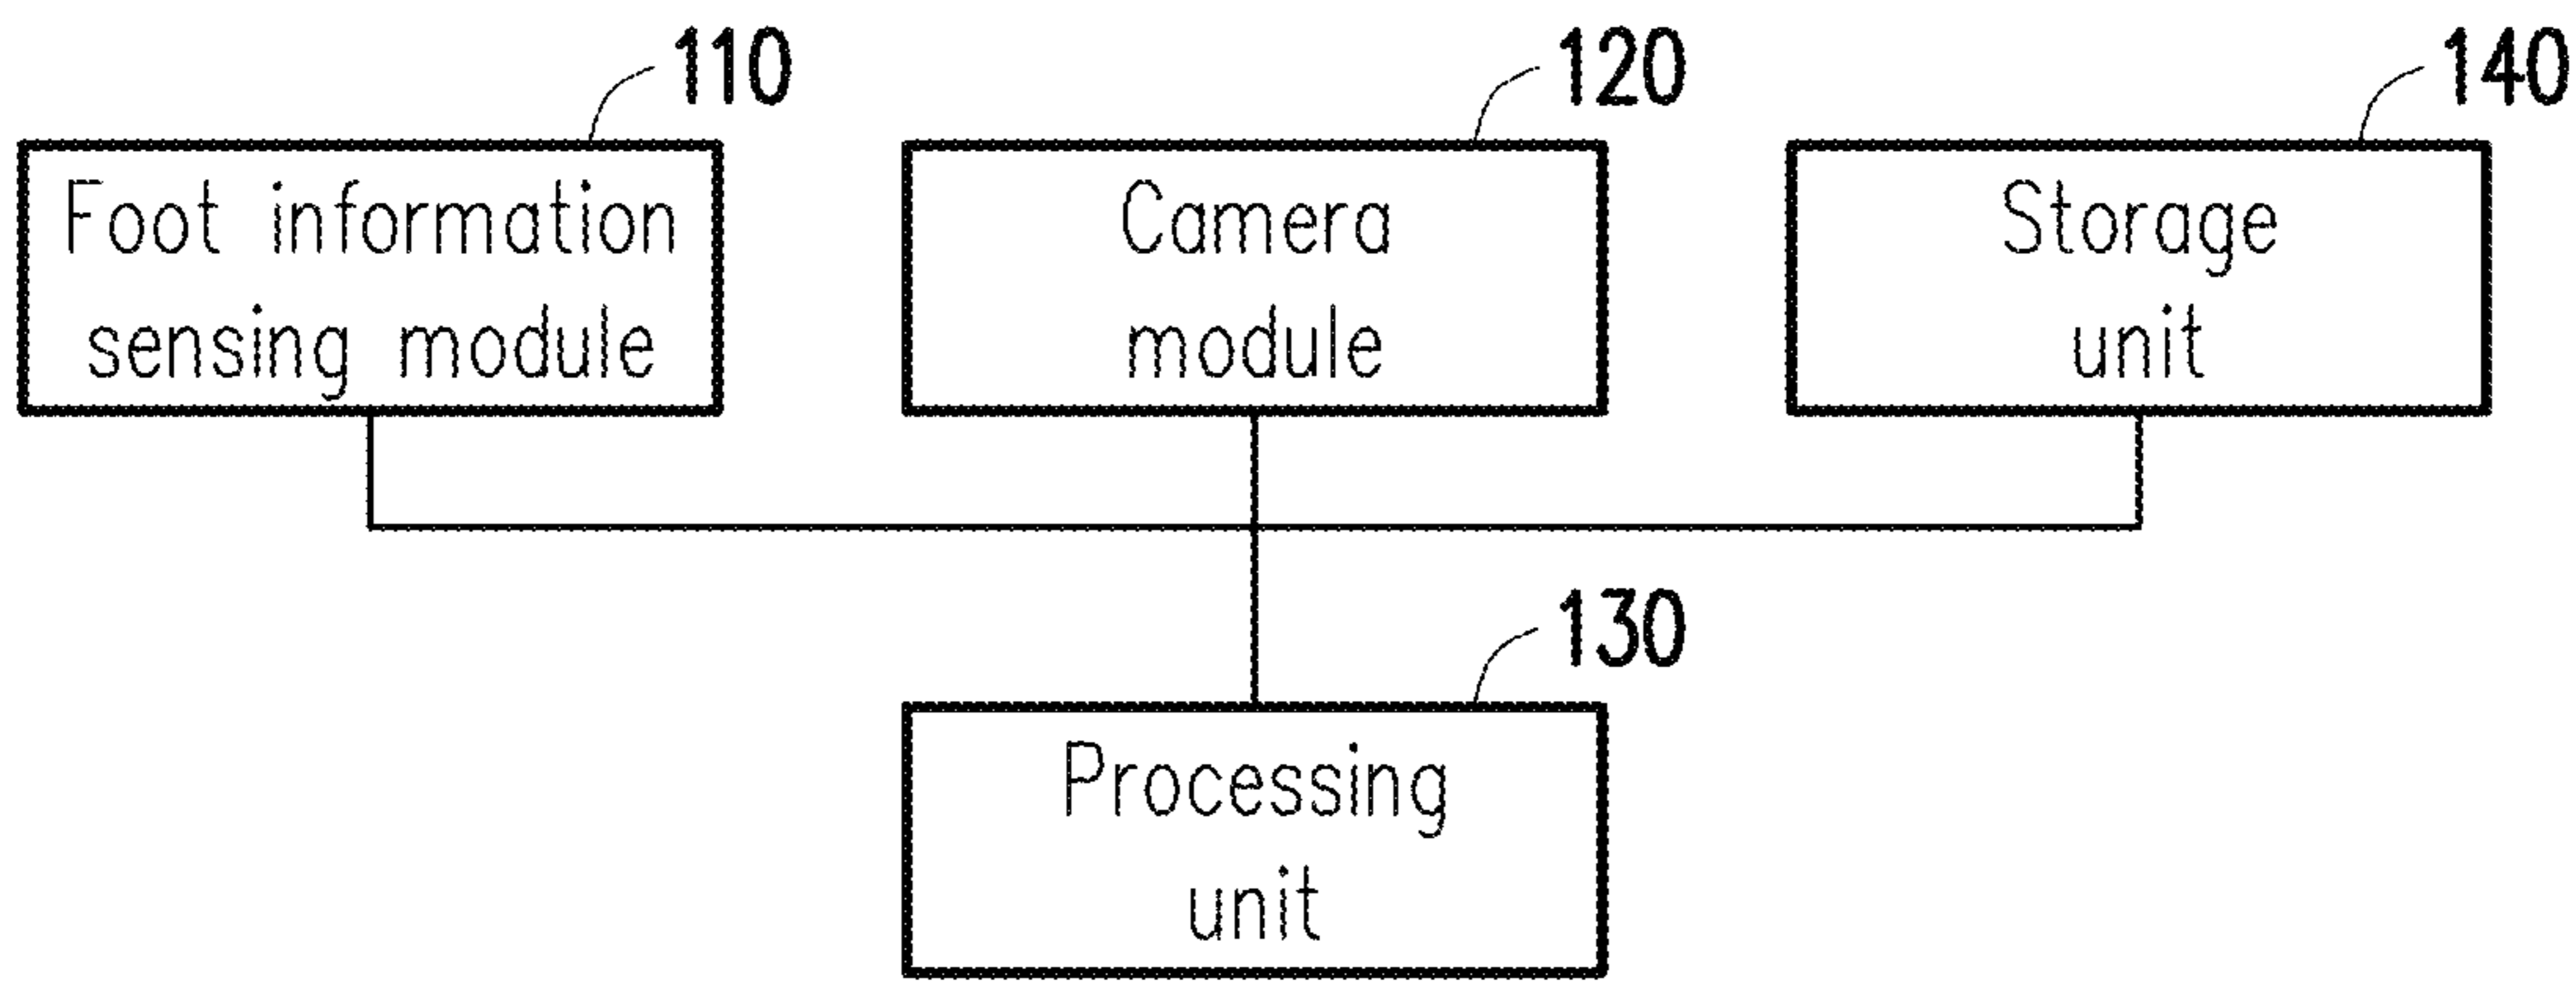 110
Foot information
sensing module
120
Camera
module
140
Storage
unit
130
Processing
unit